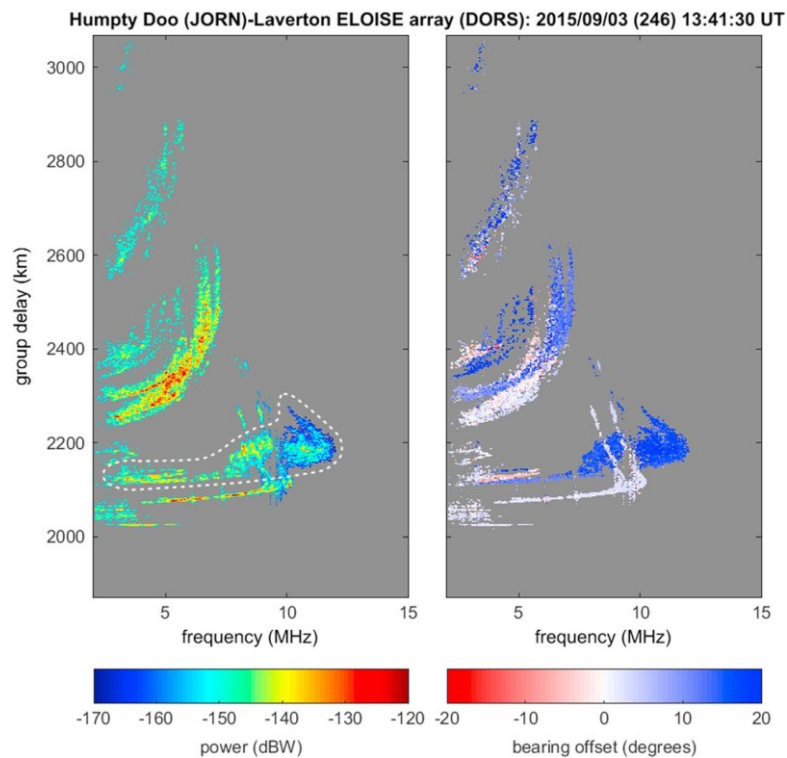 Humpty Doo (JORN)-Laverton ELOISE array (DORS): 2015/09/03 (246) 13:41:30 UT
group delay (km)
3000
2800
2600
2400
2200
2000
5 10 15
frequency (MHz)
5 10 15
frequency (MHz)
-170 -160 -150 -140 -130 -120
power (dBW)
-20 -10 0 10 20
bearing offset (degrees)